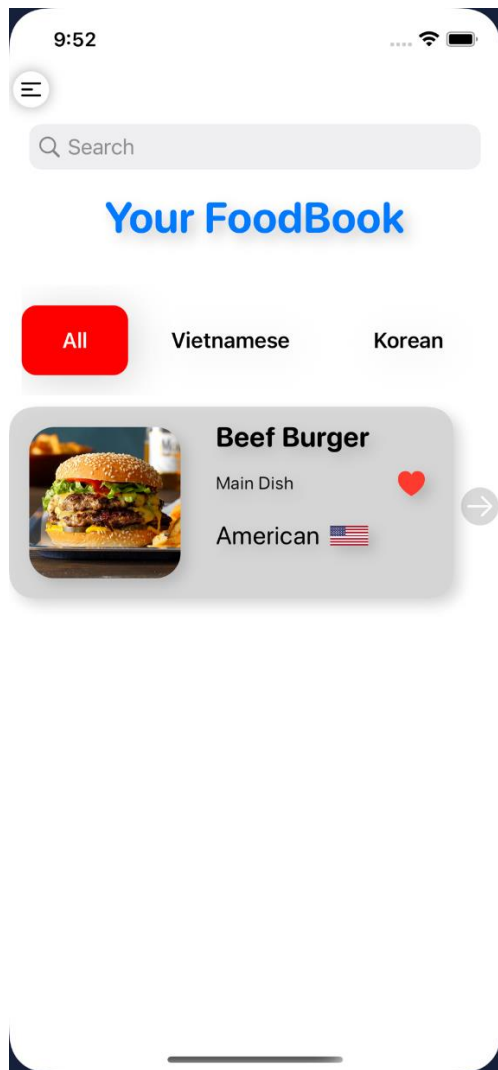 9:52
Search
Your FoodBook
All Vietnamese Korean
Beef Burger
Main Dish
American